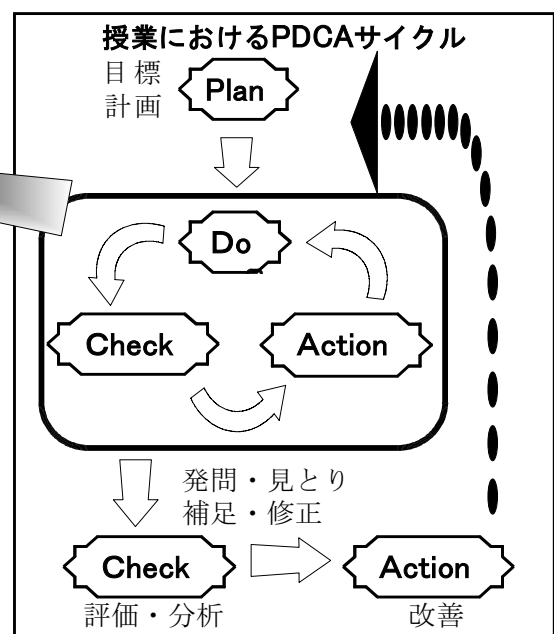 授業におけるPDCAサイクル
目標
計画
Plan
Do
Check
Action
発問・見とり
補足・修正
Check
Action
評価・分析
改善